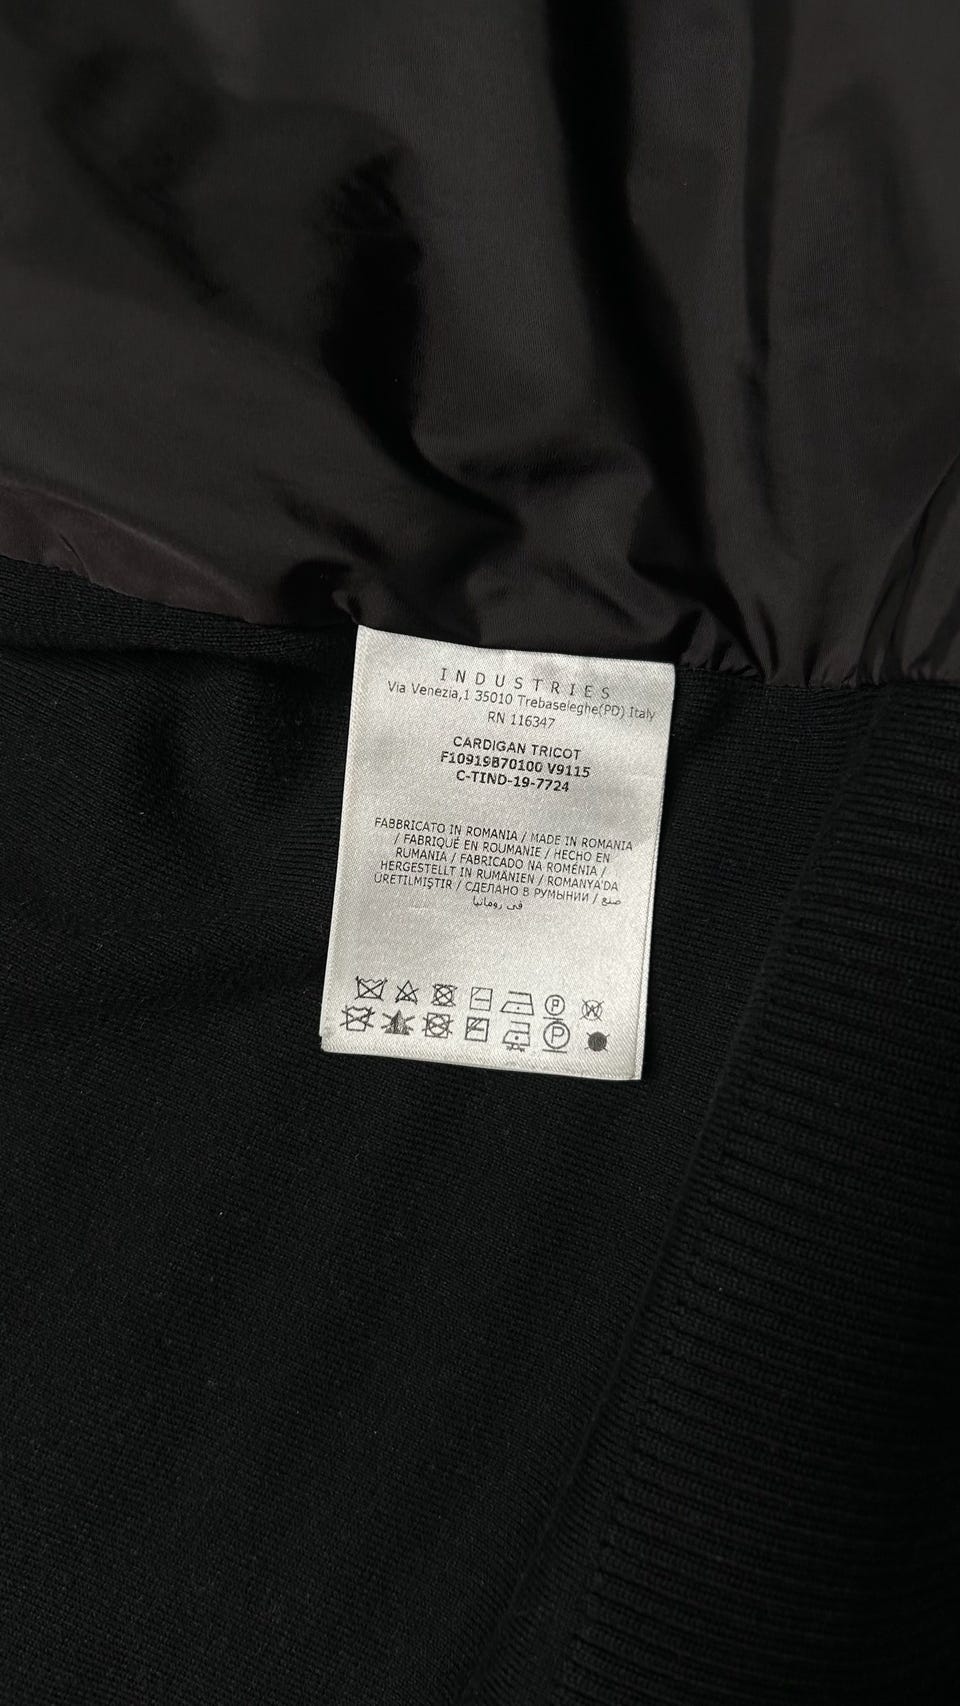 INDUSTRIES
Via Venezia,1 35010 Trebaseleghe(PD) Italy
RN 116347
CARDIGAN TRICOT
F10919B70100 V9115
C-TIND-19-7724
FABBRICATO IN ROMANIA / MADE IN ROMANIA
/ FABRIQUÉ EN ROUMANIE / HECHO EN
RUMANIA / FABRICADO NA ROMÉNIA /
HERGESTELLT IN RUMÄNIEN / ROMANYA'DA
ÜRETILMIŞTIR / СДЕЛАНО В РУМЫНИИ / صنع
في رومانيا
P W
P